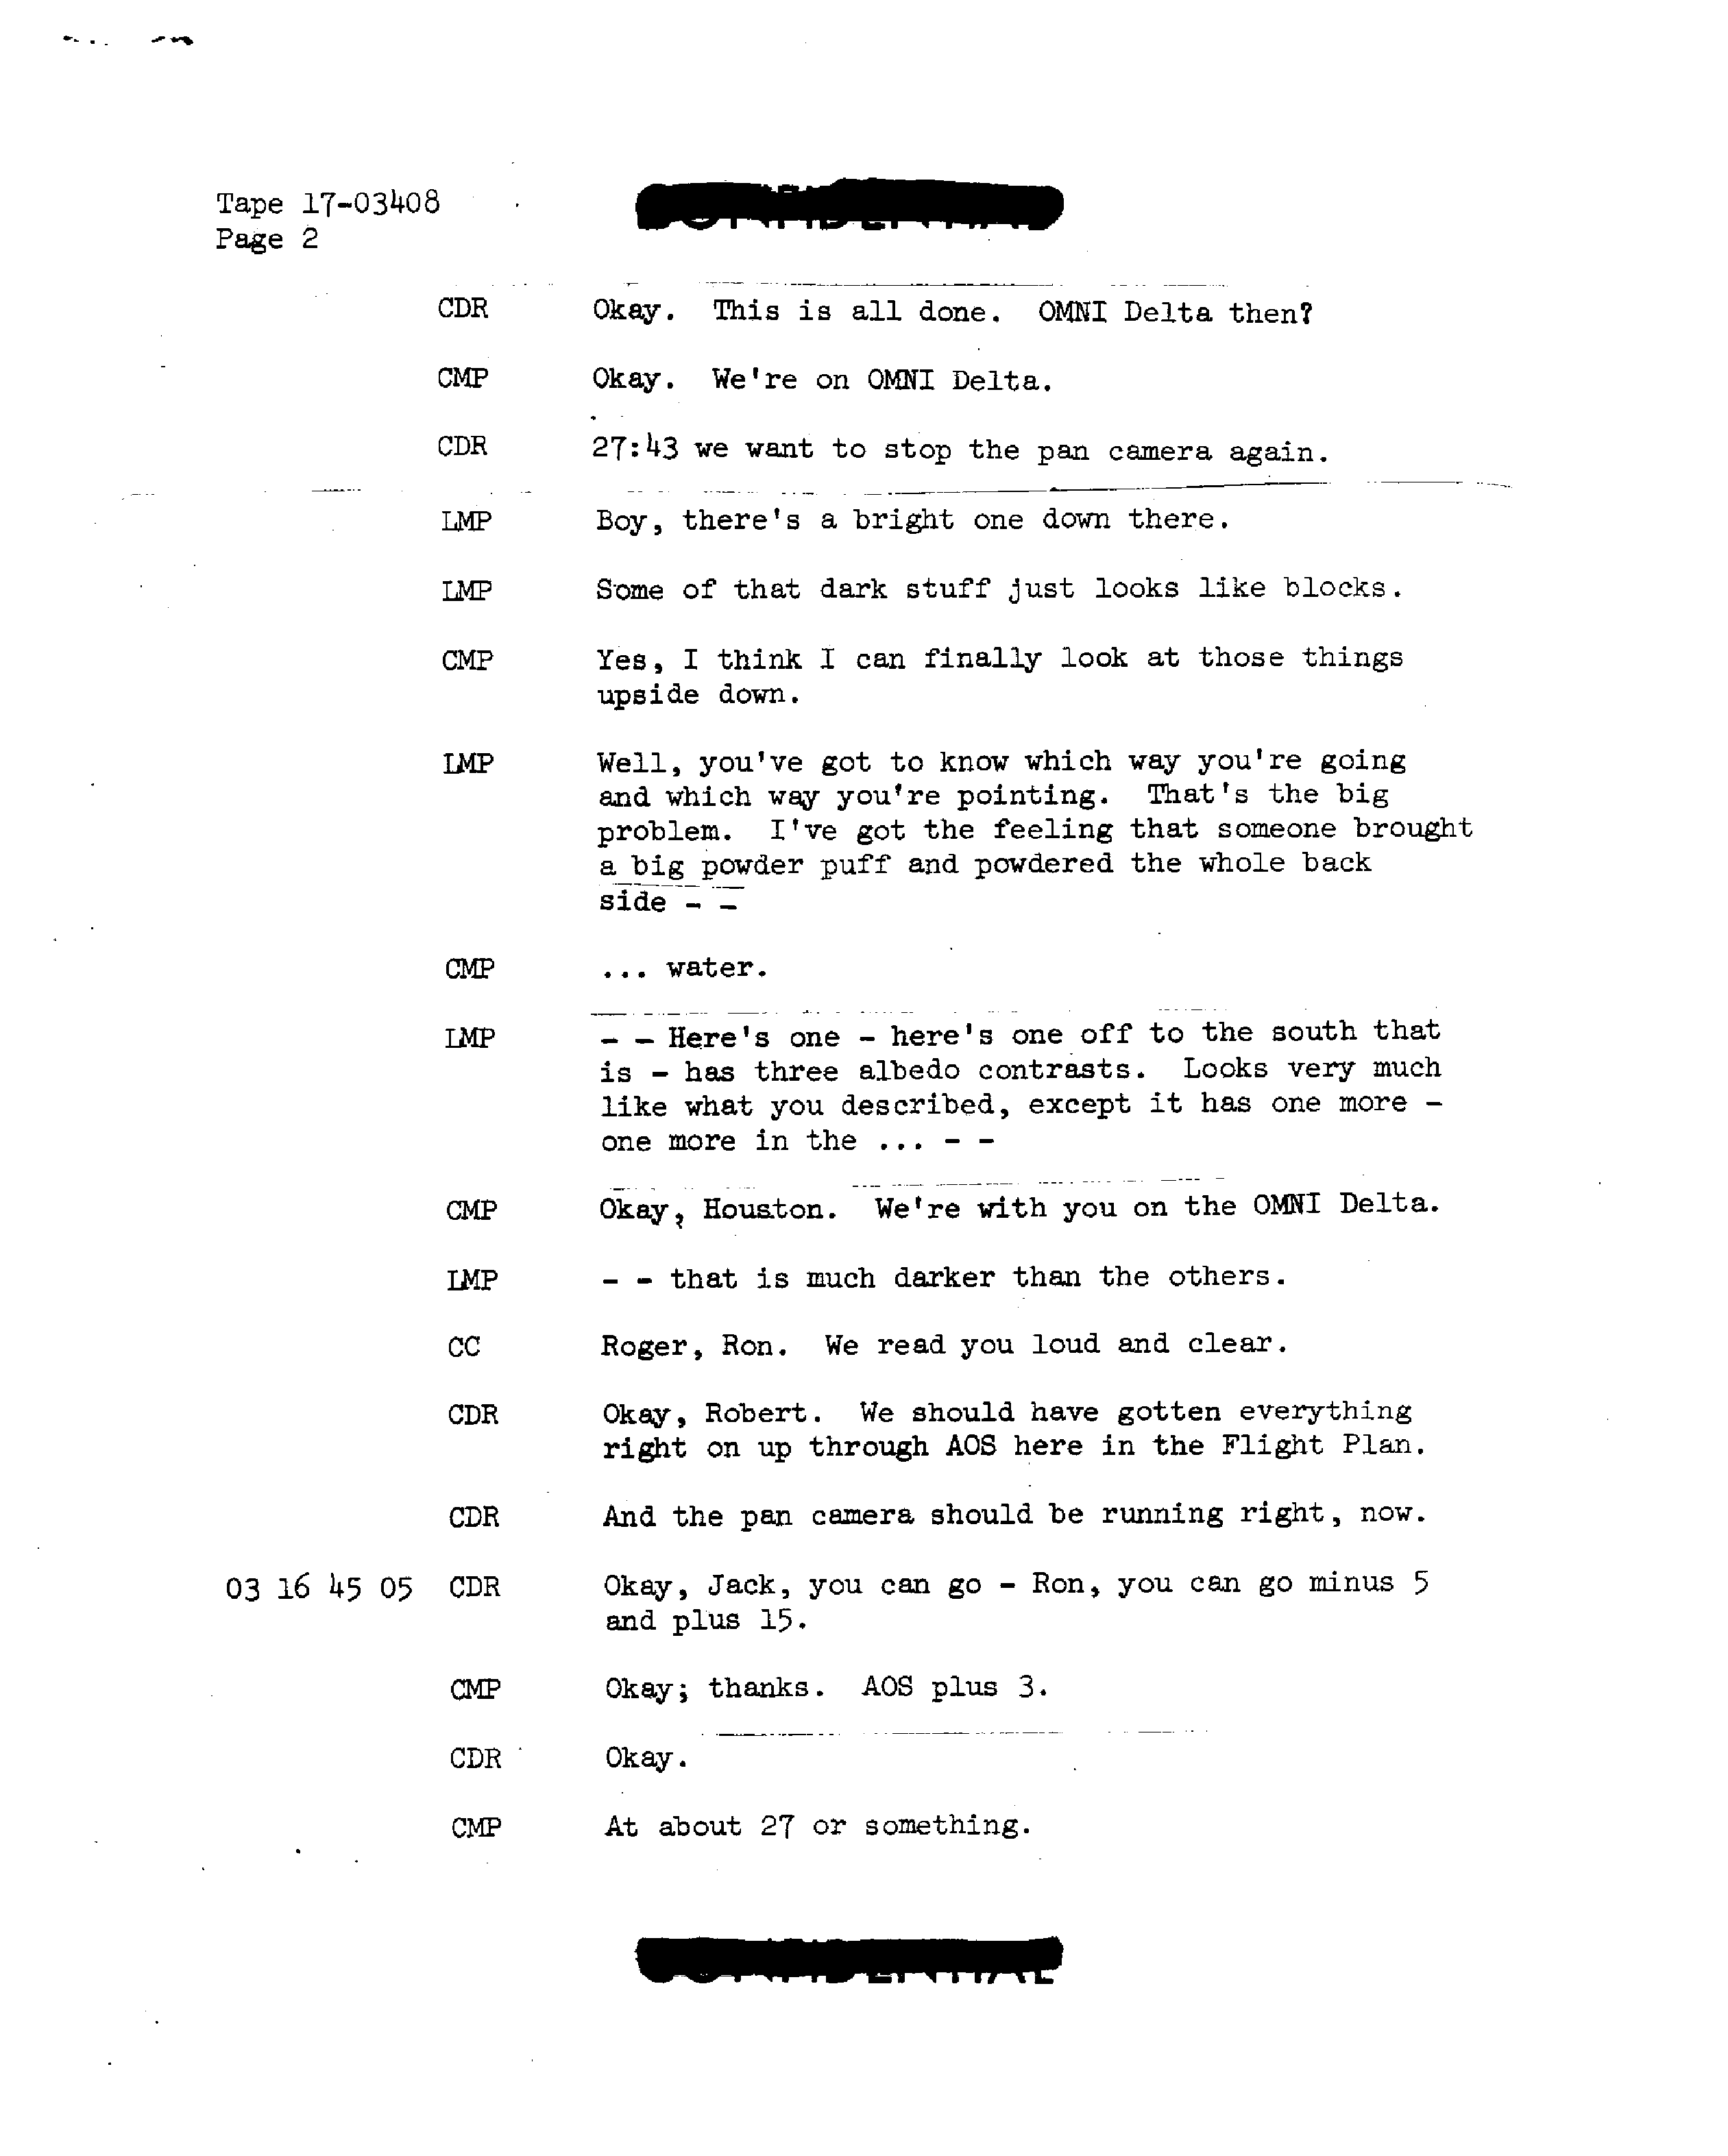 Tape 17-03408
Page 2
CDR Okay. This is all done. OMNI Delta then?
CMP Okay. We're on OMNI Delta.
CDR 27:43 we want to stop the pan camera again.
LMP Boy, there's a bright one down there.
LMP Some of that dark stuff just looks like blocks.
CMP Yes, I think I can finally look at those things
upside down.
LMP Well, you've got to know which way you're going
and which way you're pointing. That's the big
problem. I've got the feeling that someone brought
a big powder puff and powdered the whole back
side - -
CMP ... water.
LMP - - Here's one - here's one off to the south that
is - has three albedo contrasts. Looks very much
like what you described, except it has one more -
one more in the ... - -
CMP Okay, Houston. We're with you on the OMNI Delta.
LMP - - that is much darker than the others.
CC Roger, Ron. We read you loud and clear.
CDR Okay, Robert. We should have gotten everything
right on up through AOS here in the Flight Plan.
CDR And the pan camera should be running right, now.
03 16 45 05 CDR Okay, Jack, you can go - Ron, you can go minus 5
and plus 15.
CMP Okay; thanks. AOS plus 3.
CDR Okay.
CMP At about 27 or something.